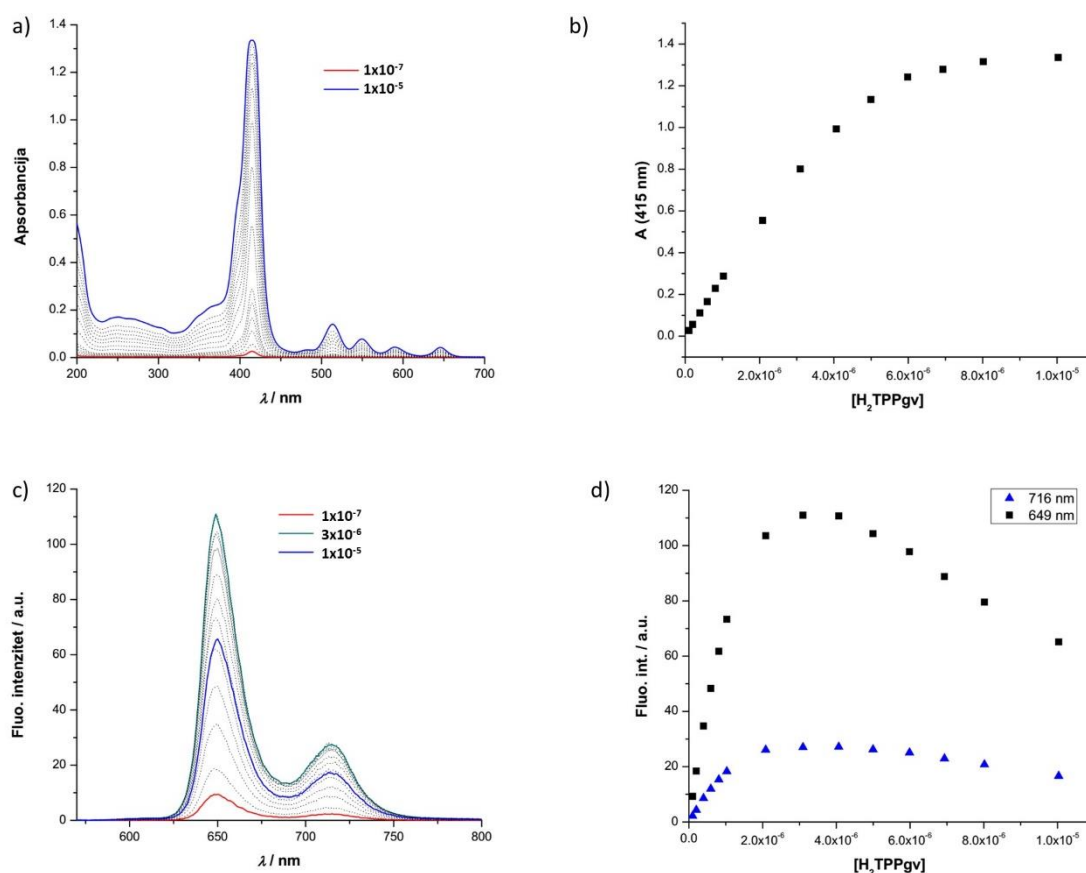 a)
1.4
1.2
1.0
0.8
0.6
0.4
0.2
0.0
Apsorbancija
1x10⁻⁷
1x10⁻⁵
200 300 400 500 600 700
λ / nm
b)
1.4
1.2
1.0
0.8
0.6
0.4
0.2
0.0
A (415 nm)
0.0 2.0x10⁻⁶ 4.0x10⁻⁶ 6.0x10⁻⁶ 8.0x10⁻⁶ 1.0x10⁻⁵
[H₂TPPgv]
c)
120
100
80
60
40
20
0
Fluo. intenzitet / a.u.
1x10⁻⁷
3x10⁻⁶
1x10⁻⁵
600 650 700 750 800
λ / nm
d)
120
100
80
60
40
20
0
Fluo. int. / a.u.
716 nm
649 nm
0.0 2.0x10⁻⁶ 4.0x10⁻⁶ 6.0x10⁻⁶ 8.0x10⁻⁶ 1.0x10⁻⁵
[H₂TPPgv]